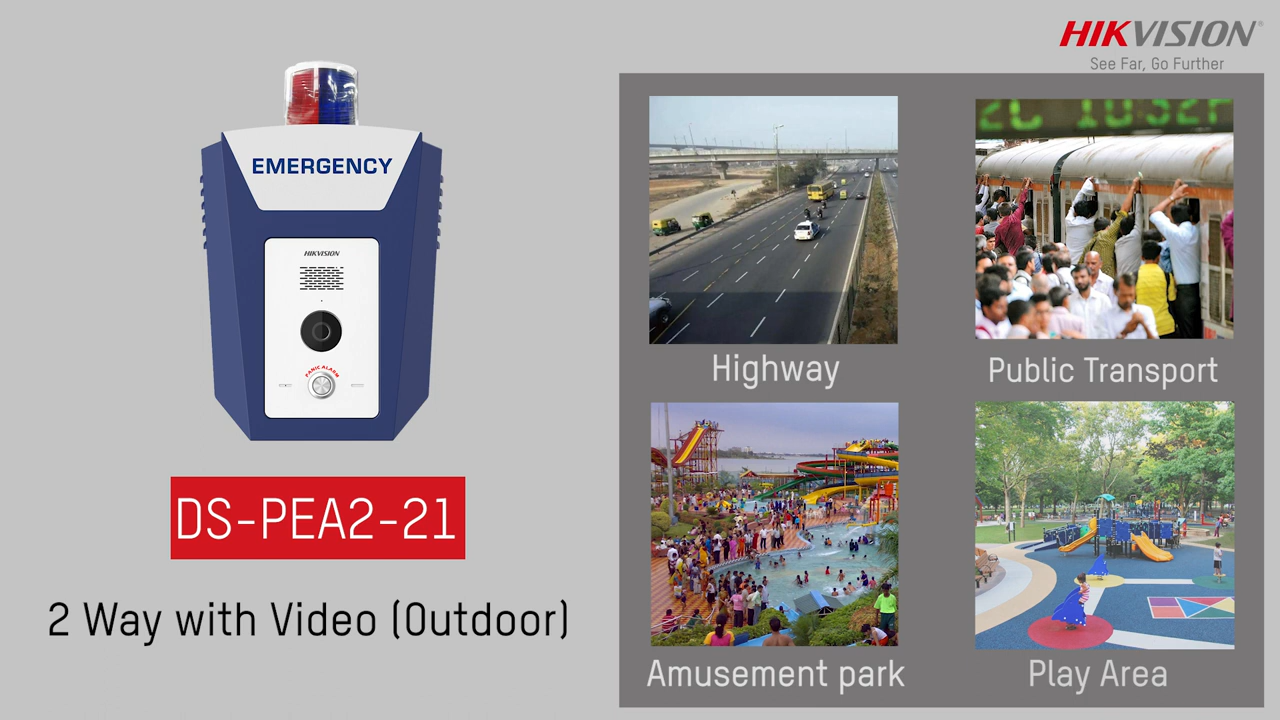 HIKVISION®
See Far, Go Further
EMERGENCY
HIKVISION
PANIC ALARM
DS-PEA2-21
2 Way with Video (Outdoor)
Highway
Public Transport
Amusement park
Play Area